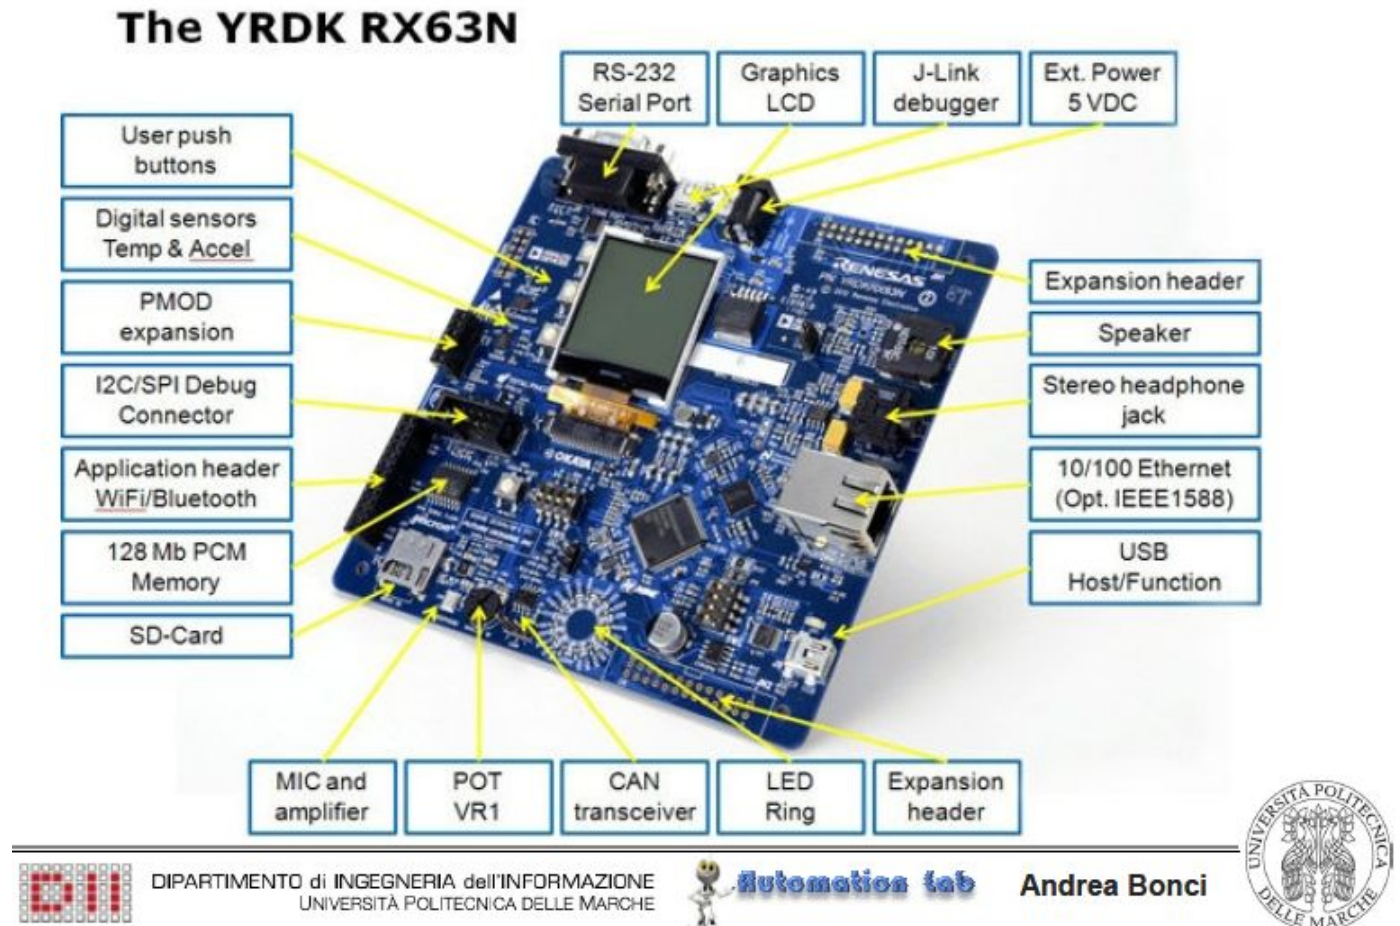 The YRDK RX63N
RS-232
Serial Port
Graphics
LCD
J-Link
debugger
Ext. Power
5 VDC
User push
buttons
Digital sensors
Temp & Accel
PMOD
expansion
I2C/SPI Debug
Connector
Application header
WiFi/Bluetooth
128 Mb PCM
Memory
SD-Card
RENESAS
OKAYA
Expansion header
Speaker
Stereo headphone
jack
10/100 Ethernet
(Opt. IEEE1588)
USB
Host/Function
MIC and
amplifier
POT
VR1
CAN
transceiver
LED
Ring
Expansion
header
DII
DIPARTIMENTO di INGEGNERIA dell'INFORMAZIONE
UNIVERSITÀ POLITECNICA DELLE MARCHE
Automation Lab
Andrea Bonci
UNIVERSITÀ POLITECNICA
DELLE MARCHE